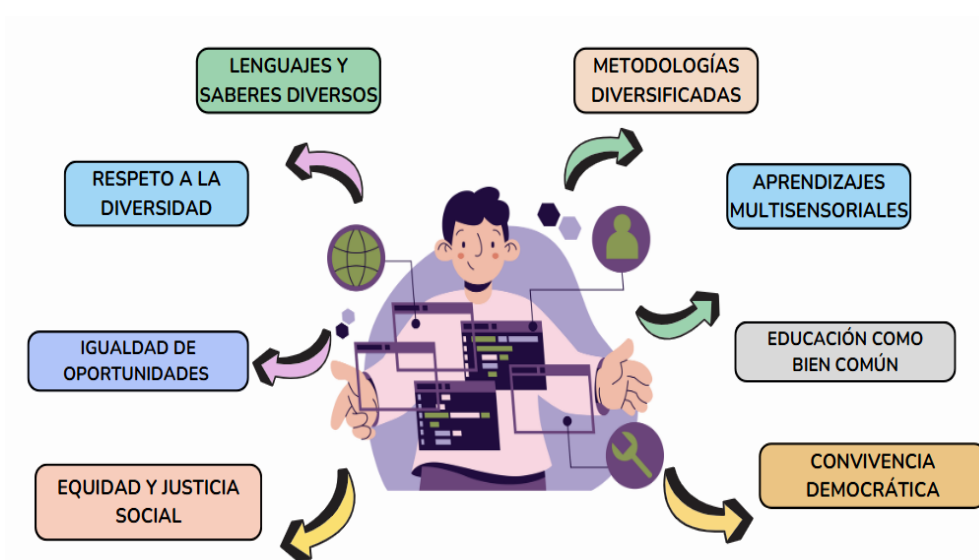 LENGUAJES Y
SABERES DIVERSOS
METODOLOGÍAS
DIVERSIFICADAS
RESPETO A LA
DIVERSIDAD
APRENDIZAJES
MULTISENSORIALES
IGUALDAD DE
OPORTUNIDADES
EDUCACIÓN COMO
BIEN COMÚN
EQUIDAD Y JUSTICIA
SOCIAL
CONVIVENCIA
DEMOCRÁTICA